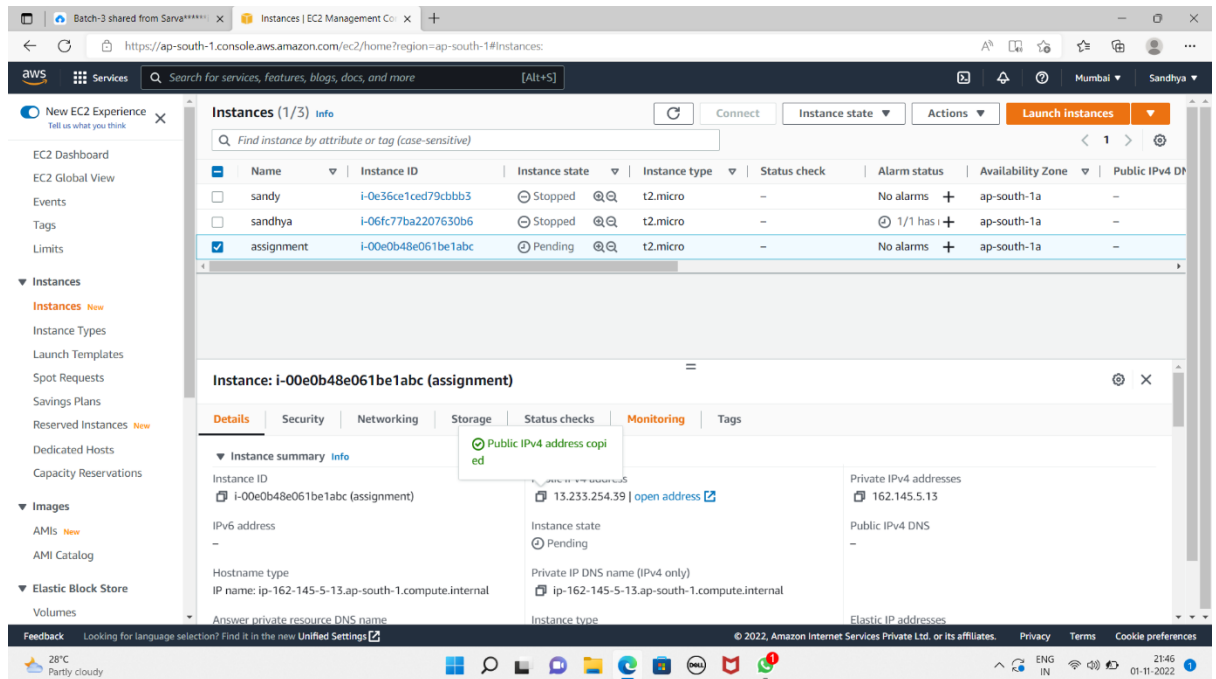 Batch-3 shared from Sarva******
Instances | EC2 Management Co
https://ap-south-1.console.aws.amazon.com/ec2/home?region=ap-south-1#Instances:
aws Services Search for services, features, blogs, docs, and more [Alt+S] Mumbai Sandhya
New EC2 Experience
Tell us what you think
EC2 Dashboard
EC2 Global View
Events
Tags
Limits
Instances
Instances New
Instance Types
Launch Templates
Spot Requests
Savings Plans
Reserved Instances New
Dedicated Hosts
Capacity Reservations
Images
AMIs New
AMI Catalog
Elastic Block Store
Volumes
Instances (1/3) Info Connect Instance state Actions Launch instances
Find instance by attribute or tag (case-sensitive) 1
Name Instance ID Instance state Instance type Status check Alarm status Availability Zone Public IPv4 DN
sandy i-0e36ce1ced79cbbb3 Stopped t2.micro – No alarms + ap-south-1a –
sandhya i-06fc77ba2207630b6 Stopped t2.micro – 1/1 has + ap-south-1a –
assignment i-00e0b48e061be1abc Pending t2.micro – No alarms + ap-south-1a –
Instance: i-00e0b48e061be1abc (assignment)
Details Security Networking Storage Status checks Monitoring Tags
Public IPv4 address copi
ed
Instance summary Info
Instance ID Private IPv4 addresses
i-00e0b48e061be1abc (assignment) 13.233.254.39 | open address 162.145.5.13
IPv6 address Instance state Public IPv4 DNS
– Pending –
Hostname type Private IP DNS name (IPv4 only)
IP name: ip-162-145-5-13.ap-south-1.compute.internal ip-162-145-5-13.ap-south-1.compute.internal
Answer private resource DNS name Instance type Elastic IP addresses
Feedback Looking for language selection? Find it in the new Unified Settings © 2022, Amazon Internet Services Private Ltd. or its affiliates. Privacy Terms Cookie preferences
28°C
Partly cloudy
DELL
1
ENG
IN
21:46
01-11-2022
1